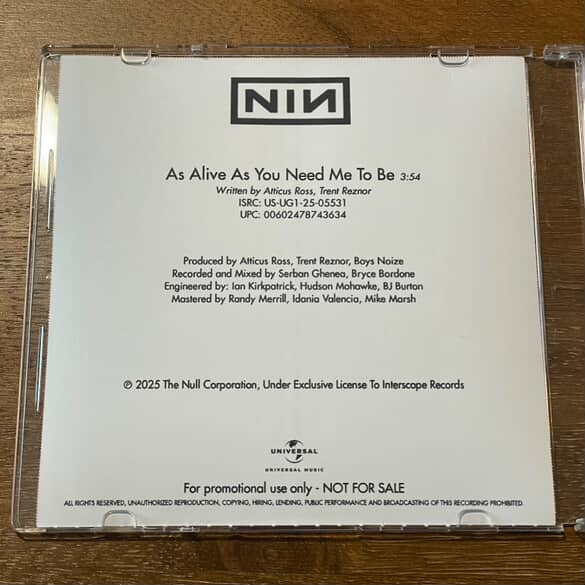 NIN
As Alive As You Need Me To Be 3:54
Written by Atticus Ross, Trent Reznor
ISRC: US-UG1-25-05531
UPC: 00602478743634
Produced by Atticus Ross, Trent Reznor, Boys Noize
Recorded and Mixed by Serban Ghenea, Bryce Bordone
Engineered by: Ian Kirkpatrick, Hudson Mohawke, BJ Burton
Mastered by Randy Merrill, Idania Valencia, Mike Marsh
℗ 2025 The Null Corporation, Under Exclusive License To Interscope Records
UNIVERSAL
UNIVERSAL MUSIC
For promotional use only - NOT FOR SALE
ALL RIGHTS RESERVED, UNAUTHORIZED REPRODUCTION, COPYING, HIRING, LENDING, PUBLIC PERFORMANCE AND BROADCASTING OF THIS RECORDING PROHIBITED.